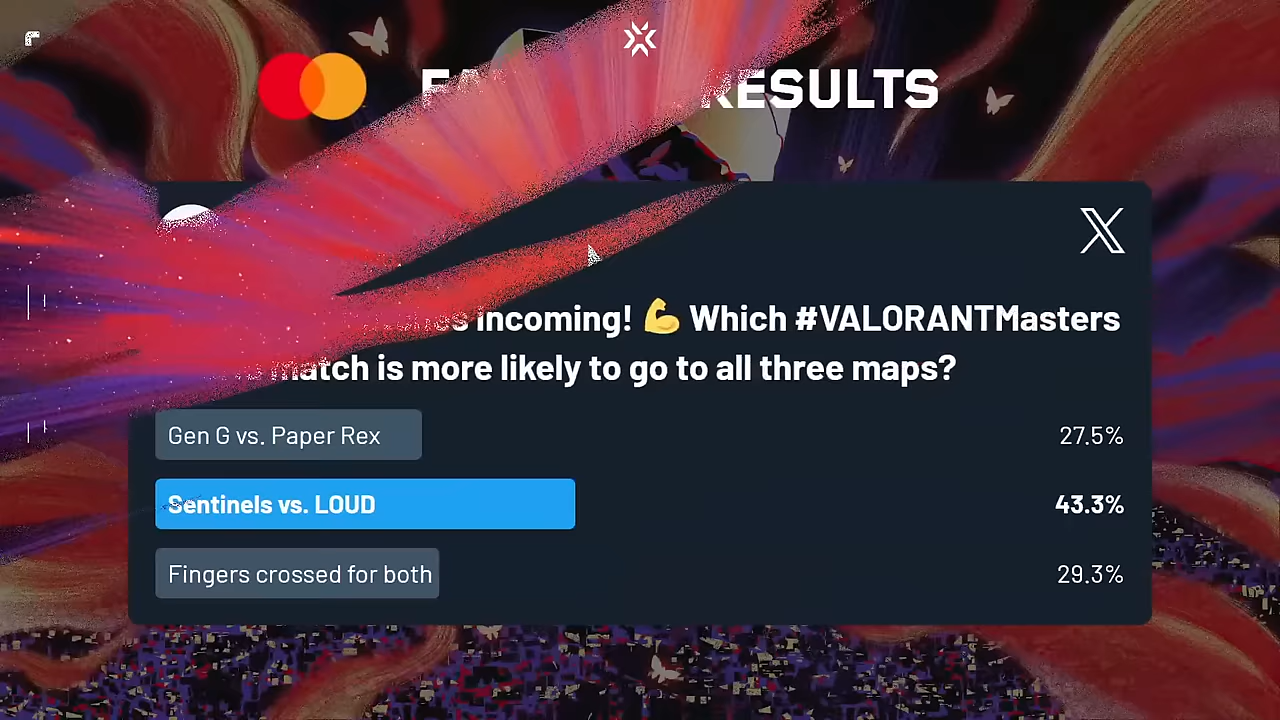 RESULTS
incoming! 💪 Which #VALORANTMasters
match is more likely to go to all three maps?
Gen G vs. Paper Rex
27.5%
Sentinels vs. LOUD
43.3%
Fingers crossed for both
29.3%